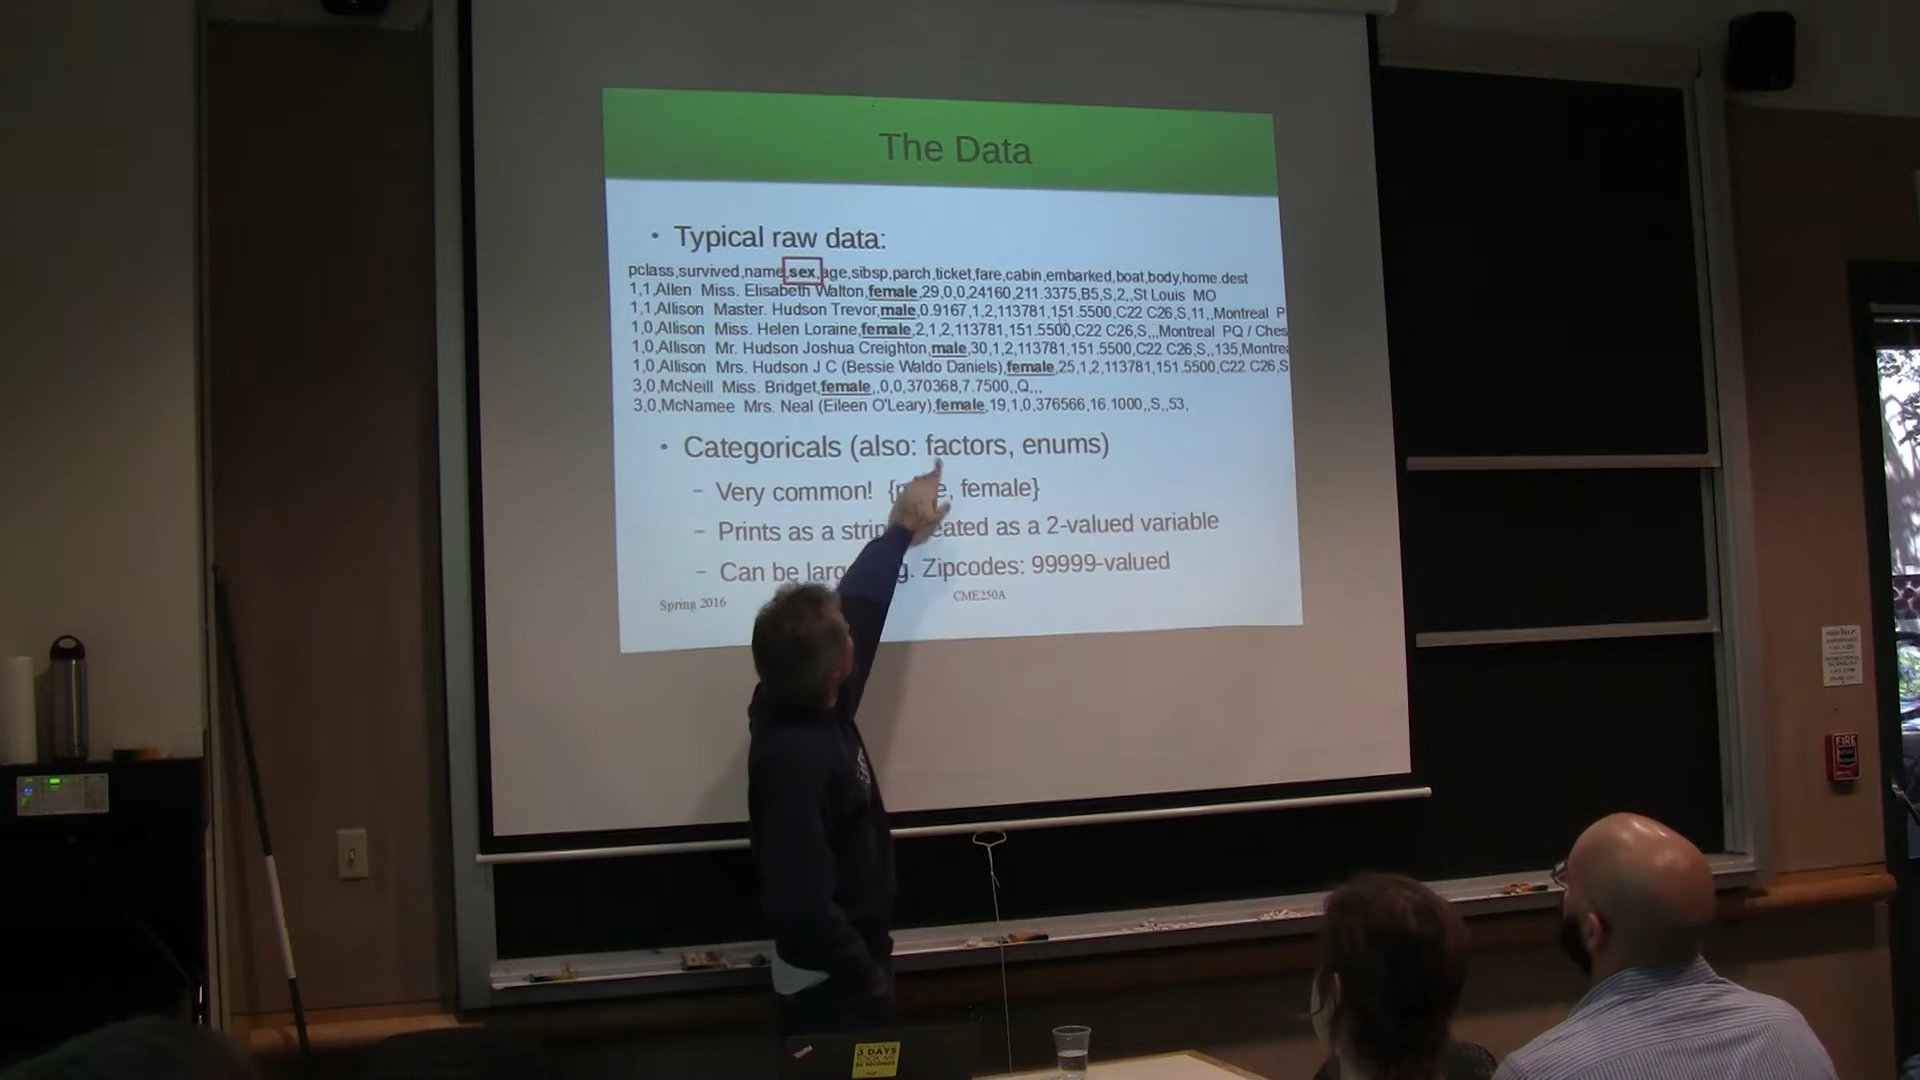 The Data
• Typical raw data:
pclass,survived,name,sex,age,sibsp,parch,ticket,fare,cabin,embarked,boat,body,home.dest
1,1,Allen Miss. Elisabeth Walton,female,29,0,0,24160,211.3375,B5,S,2,,St Louis MO
1,1,Allison Master. Hudson Trevor,male,0.9167,1,2,113781,151.5500,C22 C26,S,11,,Montreal P
1,0,Allison Miss. Helen Loraine,female,2,1,2,113781,151.5500,C22 C26,S,,,Montreal PQ / Ches
1,0,Allison Mr. Hudson Joshua Creighton,male,30,1,2,113781,151.5500,C22 C26,S,,135,Montrea
1,0,Allison Mrs. Hudson J C (Bessie Waldo Daniels),female,25,1,2,113781,151.5500,C22 C26,S
3,0,McNeill Miss. Bridget,female,,0,0,370368,7.7500,,Q,,,
3,0,McNamee Mrs. Neal (Eileen O'Leary),female,19,1,0,376566,16.1000,,S,,53,
• Categoricals (also: factors, enums)
– Very common! {m e, female}
– Prints as a strin eated as a 2-valued variable
– Can be larg g. Zipcodes: 99999-valued
Spring 2016 CME250A
FIRE
3 DAYS